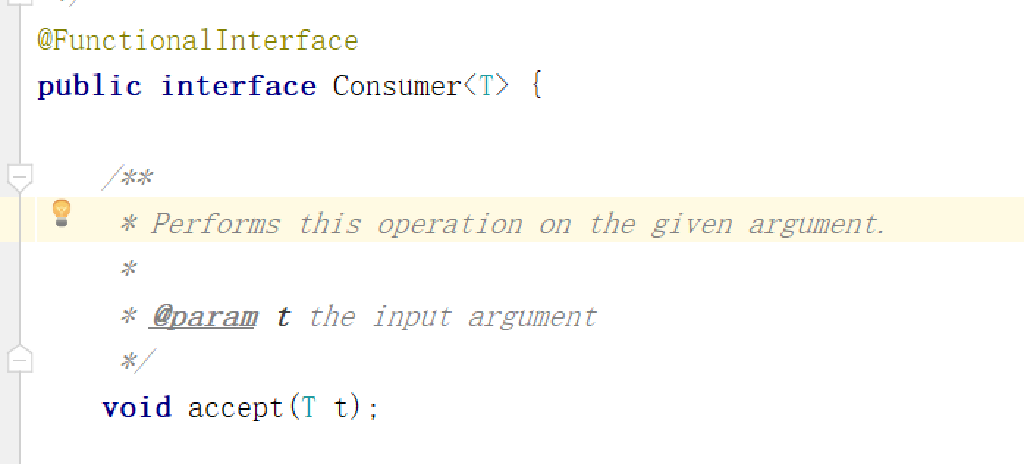 */
@FunctionalInterface
public interface Consumer<T> {
/**
* Performs this operation on the given argument.
*
* @param t the input argument
*/
void accept(T t);